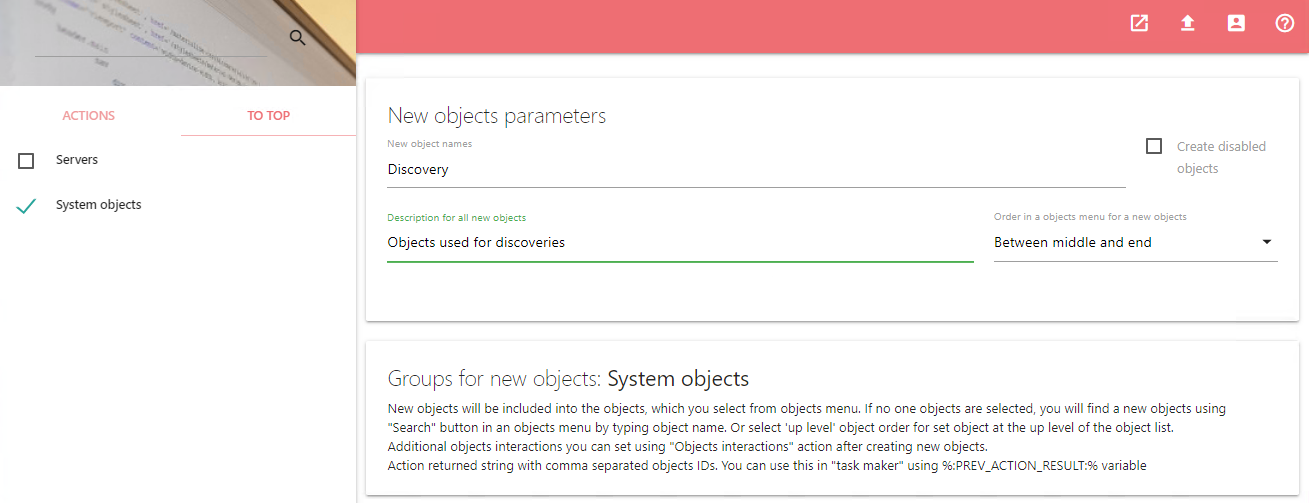 ACTIONS
TO TOP
Servers
System objects
New objects parameters
New object names
Discovery
Create disabled
objects
Description for all new objects
Objects used for discoveries
Order in a objects menu for a new objects
Between middle and end
Groups for new objects: System objects
New objects will be included into the objects, which you select from objects menu. If no one objects are selected, you will find a new objects using
"Search" button in an objects menu by typing object name. Or select 'up level' object order for set object at the up level of the object list.
Additional objects interactions you can set using "Objects interactions" action after creating new objects.
Action returned string with comma separated objects IDs. You can use this in "task maker" using %:PREV_ACTION_RESULT:% variable